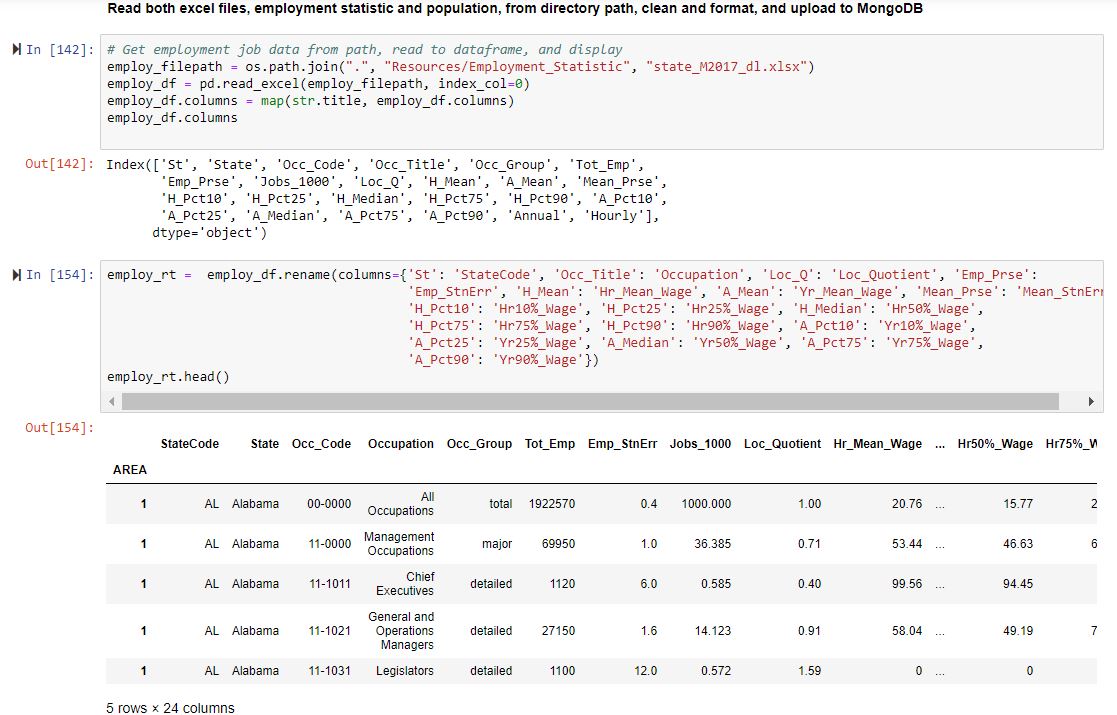 Read both excel files, employment statistic and population, from directory path, clean and format, and upload to MongoDB
In [142]:
# Get employment job data from path, read to dataframe, and display
employ_filepath = os.path.join(".", "Resources/Employment_Statistic", "state_M2017_dl.xlsx")
employ_df = pd.read_excel(employ_filepath, index_col=0)
employ_df.columns = map(str.title, employ_df.columns)
employ_df.columns
Out[142]:
Index(['St', 'State', 'Occ_Code', 'Occ_Title', 'Occ_Group', 'Tot_Emp',
'Emp_Prse', 'Jobs_1000', 'Loc_Q', 'H_Mean', 'A_Mean', 'Mean_Prse',
'H_Pct10', 'H_Pct25', 'H_Median', 'H_Pct75', 'H_Pct90', 'A_Pct10',
'A_Pct25', 'A_Median', 'A_Pct75', 'A_Pct90', 'Annual', 'Hourly'],
dtype='object')
In [154]:
employ_rt =  employ_df.rename(columns={'St': 'StateCode', 'Occ_Title': 'Occupation', 'Loc_Q': 'Loc_Quotient', 'Emp_Prse':
'Emp_StnErr', 'H_Mean': 'Hr_Mean_Wage', 'A_Mean': 'Yr_Mean_Wage', 'Mean_Prse': 'Mean_StnErr
'H_Pct10': 'Hr10%_Wage', 'H_Pct25': 'Hr25%_Wage', 'H_Median': 'Hr50%_Wage',
'H_Pct75': 'Hr75%_Wage', 'H_Pct90': 'Hr90%_Wage', 'A_Pct10': 'Yr10%_Wage',
'A_Pct25': 'Yr25%_Wage', 'A_Median': 'Yr50%_Wage', 'A_Pct75': 'Yr75%_Wage',
'A_Pct90': 'Yr90%_Wage'})
employ_rt.head()
Out[154]:
StateCode State Occ_Code Occupation Occ_Group Tot_Emp Emp_StnErr Jobs_1000 Loc_Quotient Hr_Mean_Wage ... Hr50%_Wage Hr75%_W
AREA
1 AL Alabama 00-0000 All Occupations total 1922570 0.4 1000.000 1.00 20.76 ... 15.77 2
1 AL Alabama 11-0000 Management Occupations major 69950 1.0 36.385 0.71 53.44 ... 46.63 6
1 AL Alabama 11-1011 Chief Executives detailed 1120 6.0 0.585 0.40 99.56 ... 94.45
1 AL Alabama 11-1021 General and Operations Managers detailed 27150 1.6 14.123 0.91 58.04 ... 49.19 7
1 AL Alabama 11-1031 Legislators detailed 1100 12.0 0.572 1.59 0 ... 0
5 rows × 24 columns